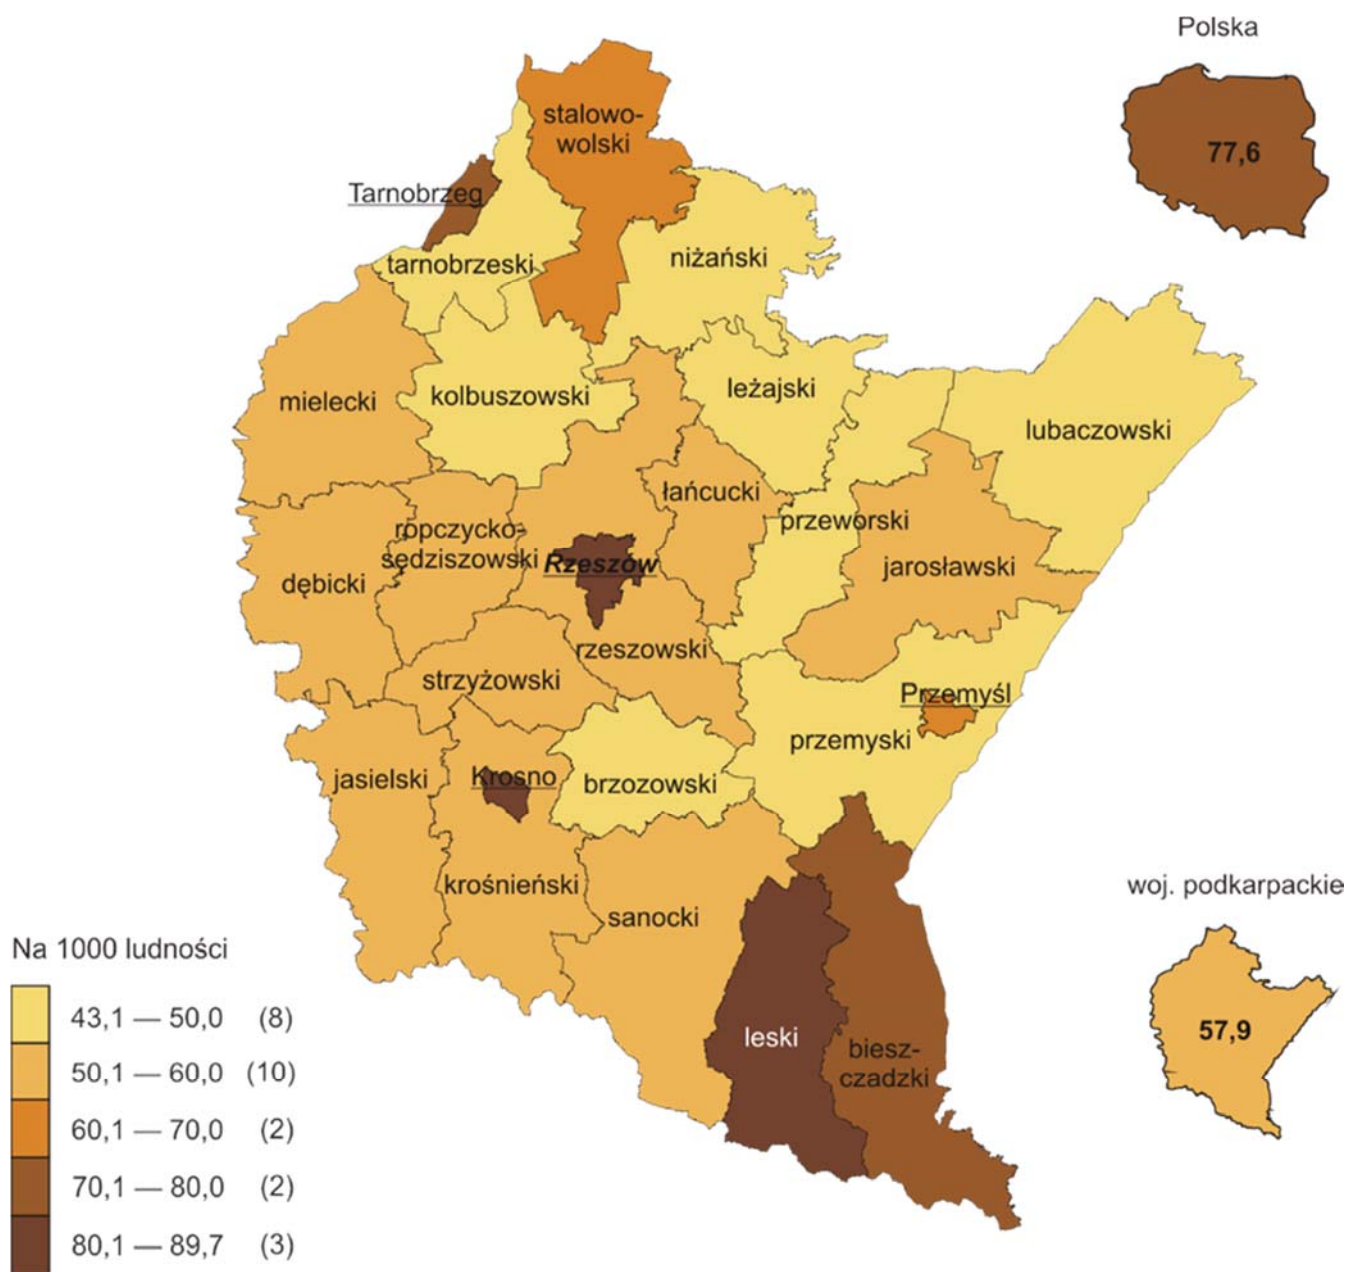 Polska
77,6
stalowo-
wolski
Tarnobrzeg
tarnobrzeski
niżański
mielecki
kolbuszowski
leżajski
lubaczowski
łańcucki
ropczycko-
sędziszowski
przeworski
Rzeszów
jarosławski
dębicki
rzeszowski
strzyżowski
Przemyśl
przemyski
jasielski
Krosno
brzozowski
krośnieński
sanocki
leski
biesz-
czadzki
woj. podkarpackie
57,9
Na 1000 ludności
43,1 — 50,0 (8)
50,1 — 60,0 (10)
60,1 — 70,0 (2)
70,1 — 80,0 (2)
80,1 — 89,7 (3)